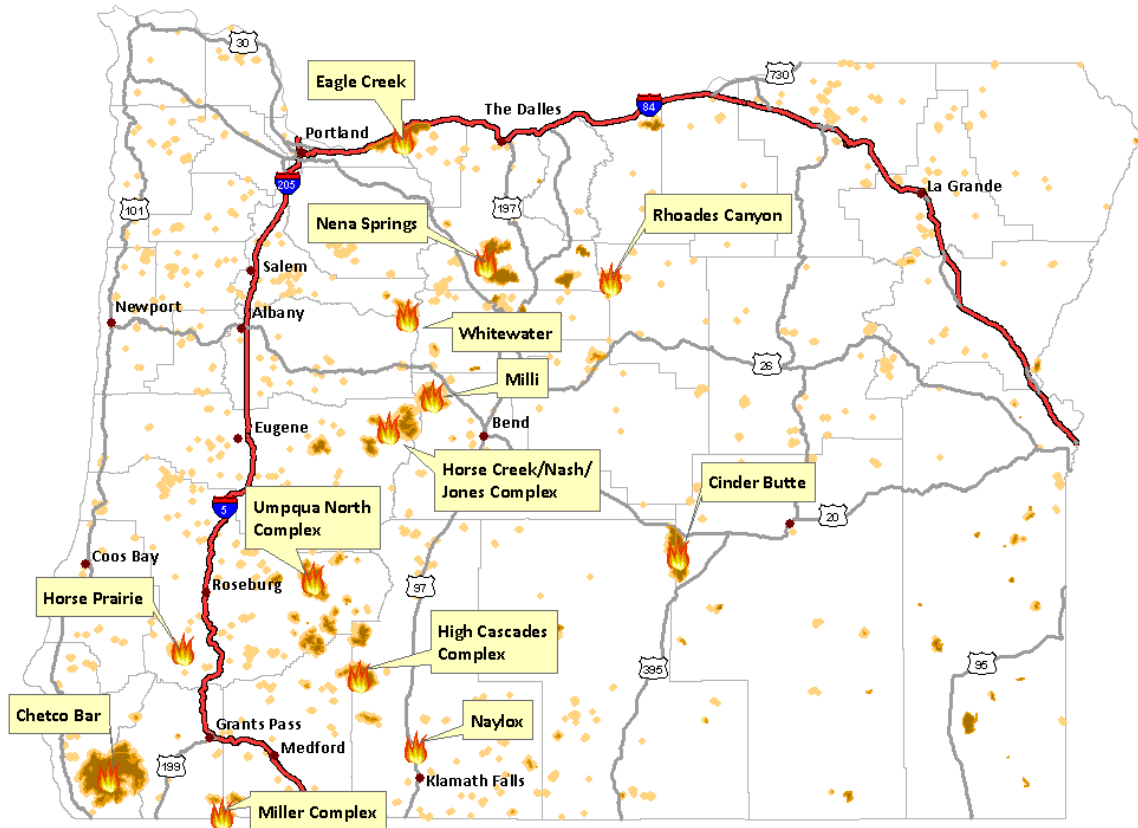 30
730
Eagle Creek
84
The Dalles
Portland
205
La Grande
101
197
Rhoades Canyon
Nena Springs
Salem
Newport
Albany
Whitewater
26
Milli
Bend
Eugene
Horse Creek/Nash/
Jones Complex
Cinder Butte
5
Umpqua North
Complex
20
Coos Bay
97
Roseburg
Horse Prairie
High Cascades
Complex
395
95
Chetco Bar
Grants Pass
Naylox
Medford
199
Klamath Falls
Miller Complex